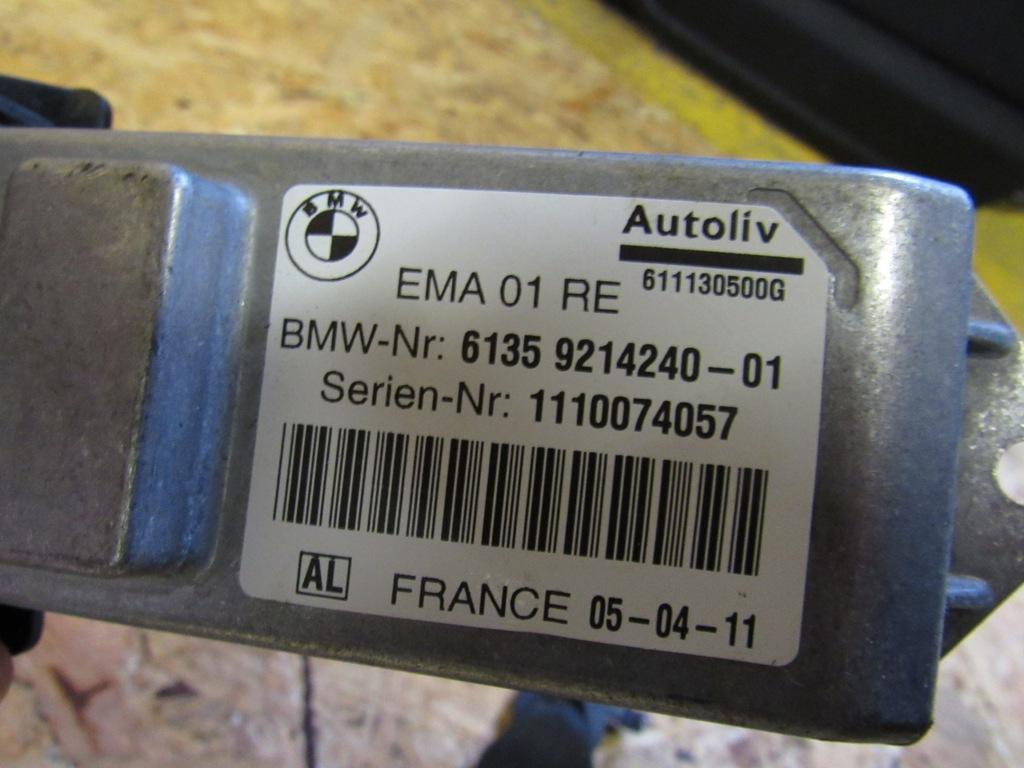 BMW
Autoliv
611130500G
EMA 01 RE
BMW-Nr: 6135 9214240-01
Serien-Nr: 1110074057
AL
FRANCE 05-04-11